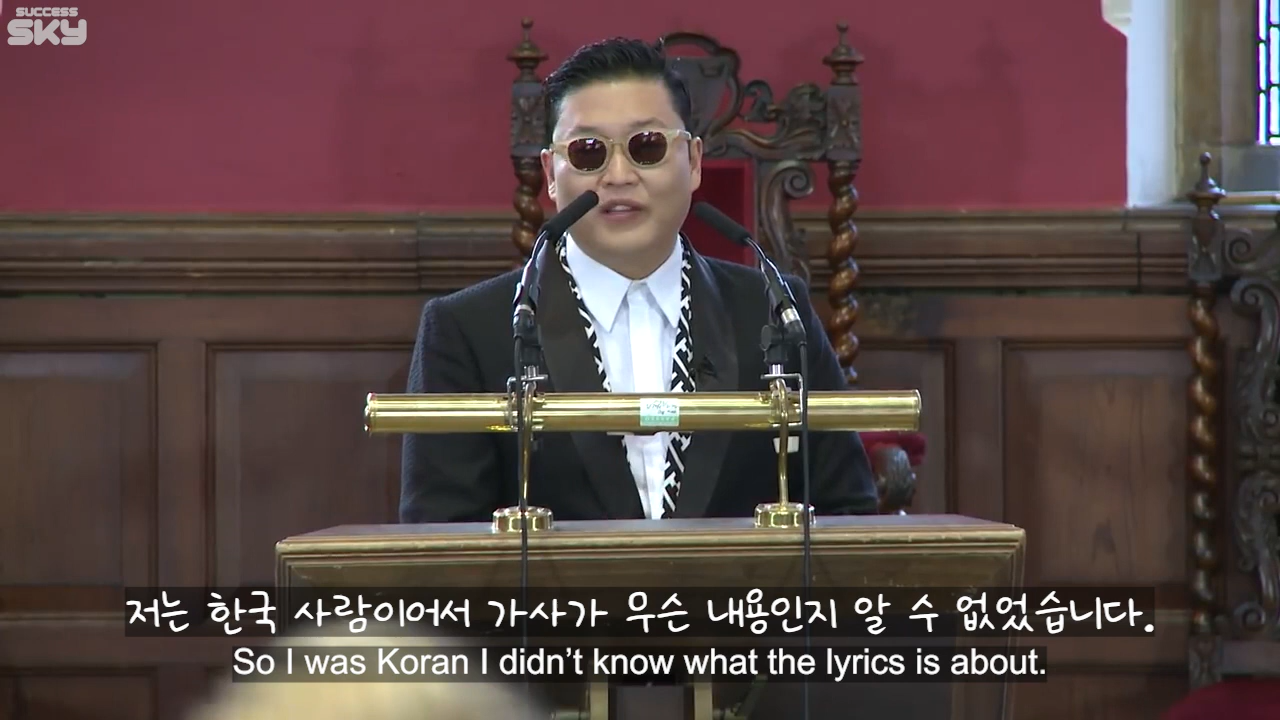 SUCCESS
SKY
저는 한국 사람이어서 가사가 무슨 내용인지 알 수 없었습니다.
So I was Koran I didn't know what the lyrics is about.